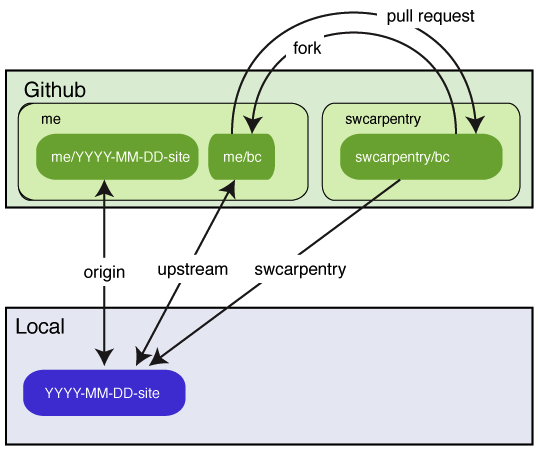 pull request
fork
Github
me
swcarpentry
me/YYYY-MM-DD-site
me/bc
swcarpentry/bc
origin
upstream
swcarpentry
Local
YYYY-MM-DD-site